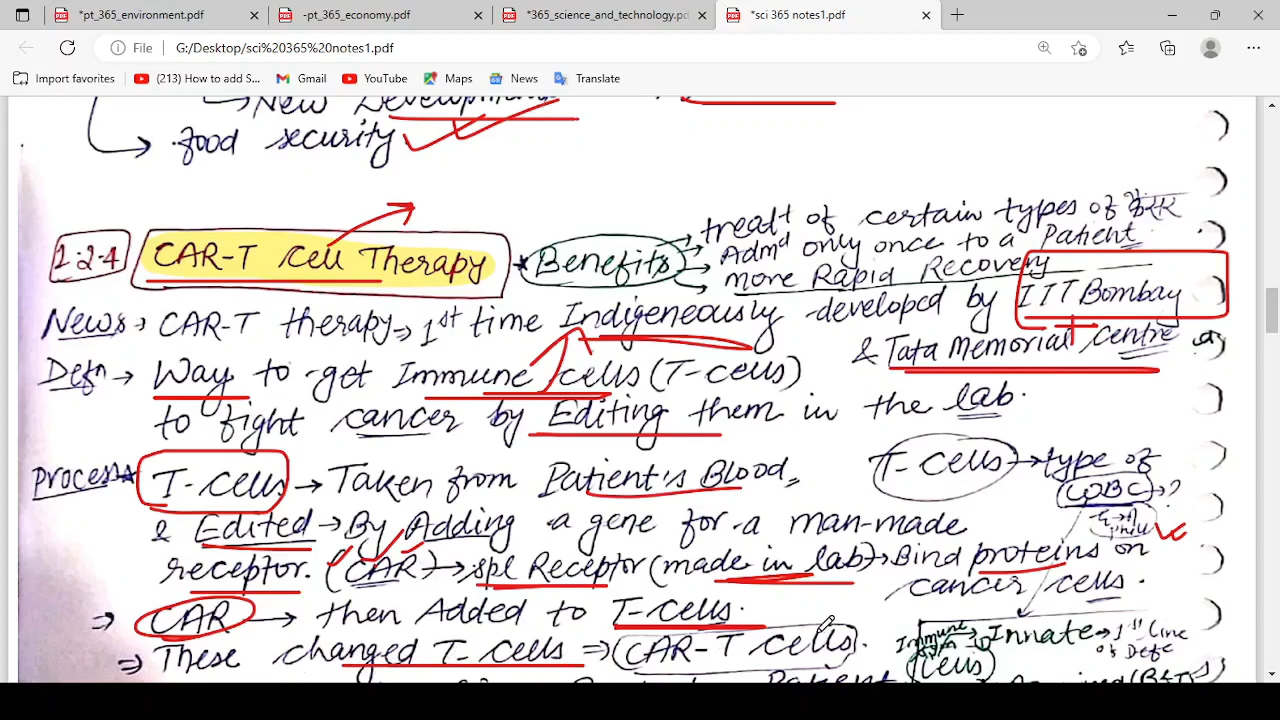 *pt_365_environment.pdf
-pt_365_economy.pdf
*365_science_and_technology.pd
*sci 365 notes1.pdf
File
G:/Desktop/sci%20365%20notes1.pdf
Import favorites
(213) How to add S...
Gmail
YouTube
Maps
News
Translate
New Development
food security
1.2.4 CAR-T Cell Therapy
Benefits
treatt of certain types of कैंसर
Admd only once to a Patient
more Rapid Recovery
News → CAR-T therapy → 1st time Indigeneously developed by IIT Bombay
& Tata Memorial centre
Defn → Way to get Immune cells (T-cells)
to fight cancer by Editing them in the lab.
Process T-cells → Taken from Patient's Blood,
& Edited → By Adding a gene for a man-made
receptor. (CAR → spl Receptor (made in lab) → Bind proteins on
cancer cells.
T-cells → type of
WBC → ?
⇒ CAR → then Added to T-cells.
⇒ These changed T-cells ⇒ CAR-T cells.
Immune
Cells
Innate → 1st Line
of Defe
Patient